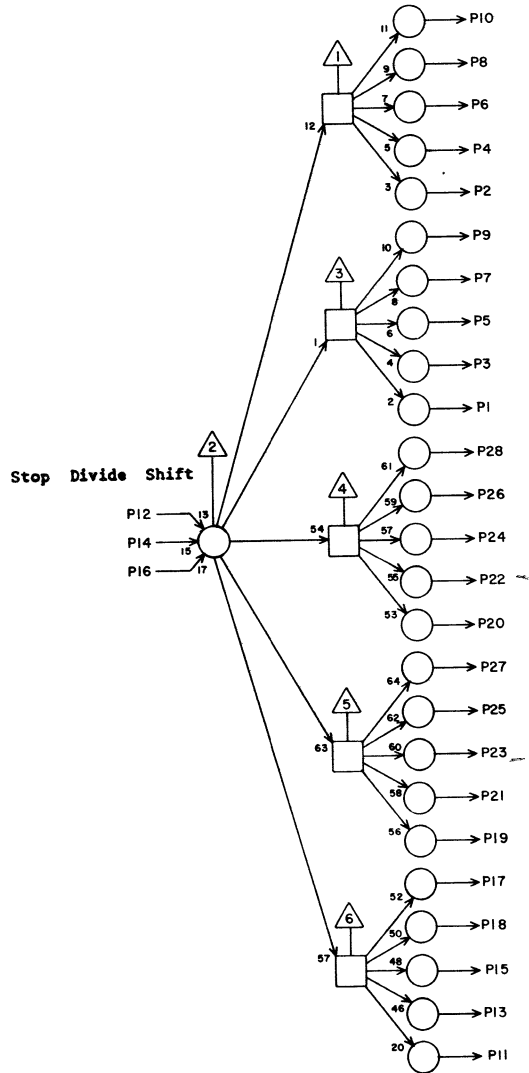 11 P10
1
9 P8
7 P6
12
5 P4
3 P2
10 P9
3
8 P7
6 P5
1
4 P3
2 P1
2
61 P28
Stop Divide Shift
4
59 P26
P12 13
54 57 P24
P14 15
55 P22
P16 17
53 P20
64 P27
5
62 P25
63 60 P23
58 P21
56 P19
52 P17
6
50 P18
57 48 P15
46 P13
20 P11